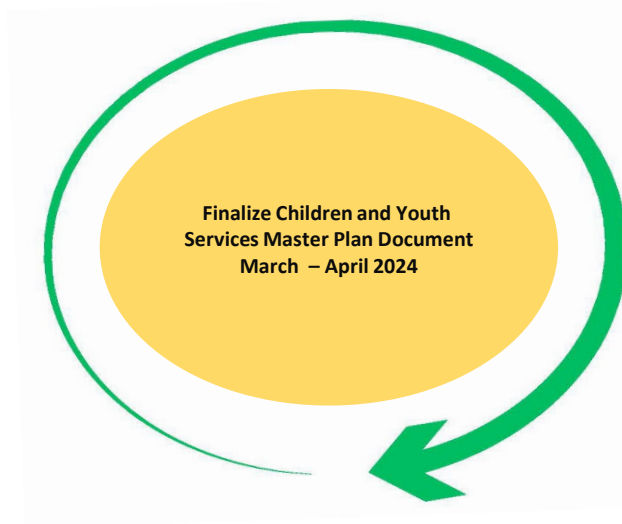 Finalize Children and Youth
Services Master Plan Document
March – April 2024